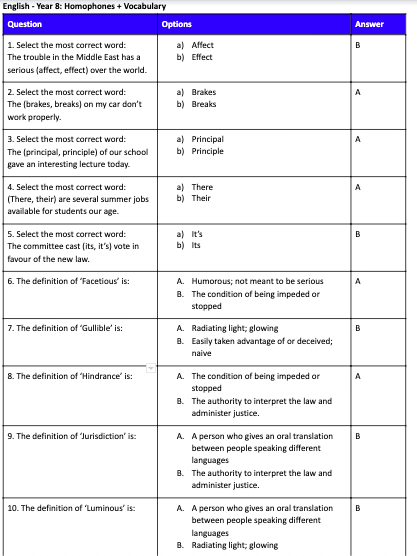 English - Year 8: Homophones + Vocabulary
Question Options Answer
1. Select the most correct word:
The trouble in the Middle East has a
serious (affect, effect) over the world.
a) Affect
b) Effect
B
2. Select the most correct word:
The (brakes, breaks) on my car don't
work properly.
a) Brakes
b) Breaks
A
3. Select the most correct word:
The (principal, principle) of our school
gave an interesting lecture today.
a) Principal
b) Principle
A
4. Select the most correct word:
(There, their) are several summer jobs
available for students our age.
a) There
b) Their
A
5. Select the most correct word:
The committee cast (its, it's) vote in
favour of the new law.
a) It's
b) Its
B
6. The definition of 'Facetious' is:
A. Humorous; not meant to be serious
B. The condition of being impeded or
stopped
A
7. The definition of 'Gullible' is:
A. Radiating light; glowing
B. Easily taken advantage of or deceived;
naive
B
8. The definition of 'Hindrance' is:
A. The condition of being impeded or
stopped
B. The authority to interpret the law and
administer justice.
A
9. The definition of 'Jurisdiction' is:
A. A person who gives an oral translation
between people speaking different
languages
B. The authority to interpret the law and
administer justice.
B
10. The definition of 'Luminous' is:
A. A person who gives an oral translation
between people speaking different
languages
B. Radiating light; glowing
B